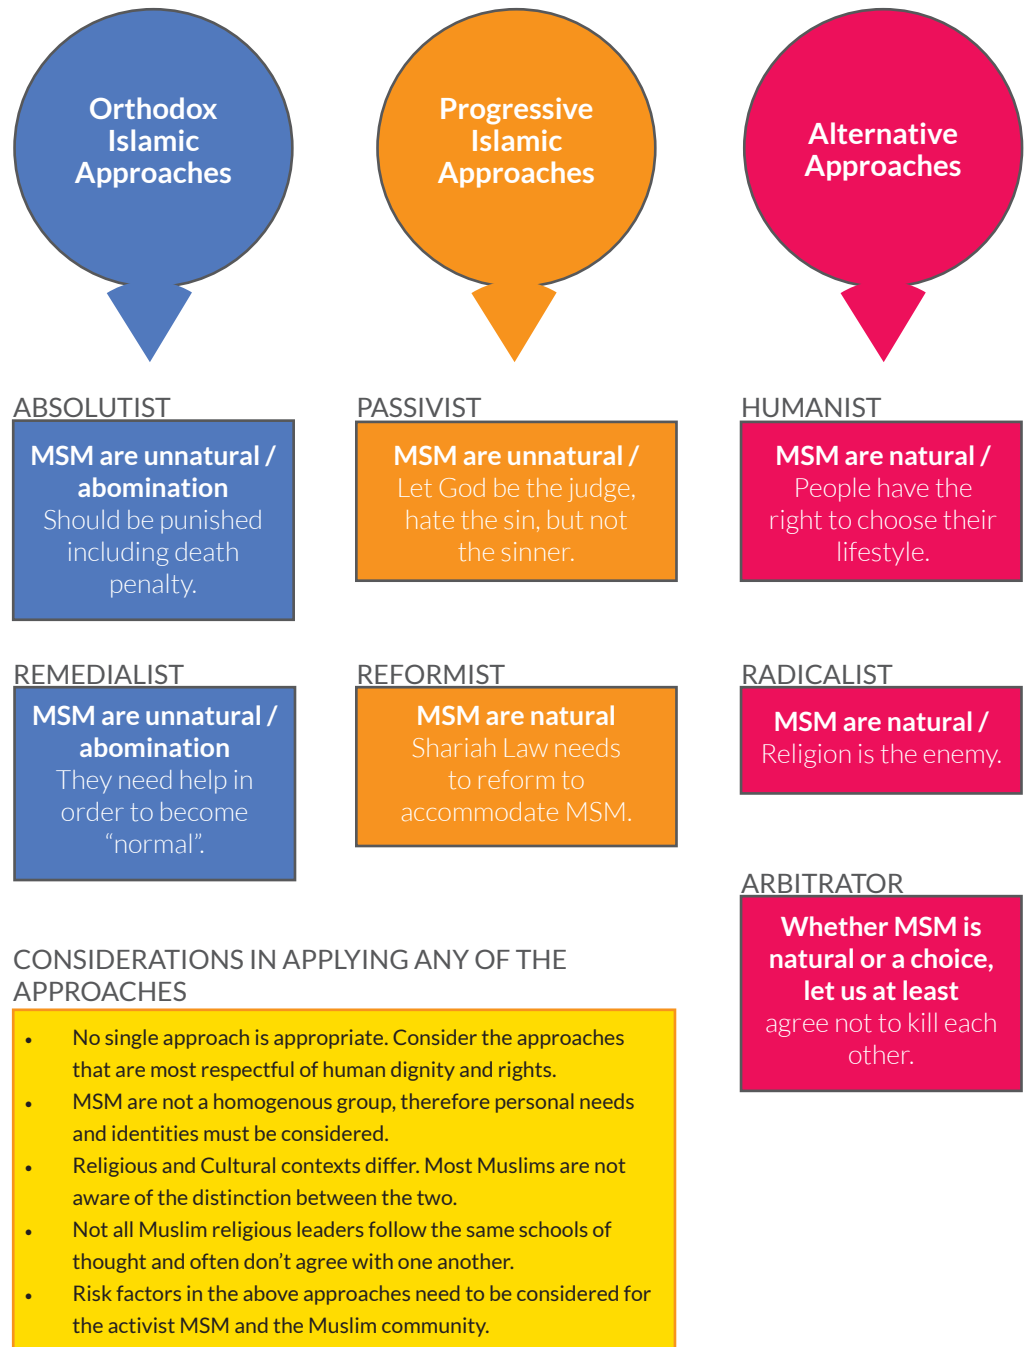 Orthodox
Islamic
Approaches
Progressive
Islamic
Approaches
Alternative
Approaches
ABSOLUTIST
MSM are unnatural /
abomination
Should be punished
including death
penalty.
PASSIVIST
MSM are unnatural /
Let God be the judge,
hate the sin, but not
the sinner.
HUMANIST
MSM are natural /
People have the
right to choose their
lifestyle.
REMEDIALIST
MSM are unnatural /
abomination
They need help in
order to become
“normal”.
REFORMIST
MSM are natural
Shariah Law needs
to reform to
accommodate MSM.
RADICALIST
MSM are natural /
Religion is the enemy.
ARBITRATOR
Whether MSM is
natural or a choice,
let us at least
agree not to kill each
other.
CONSIDERATIONS IN APPLYING ANY OF THE
APPROACHES
• No single approach is appropriate. Consider the approaches
that are most respectful of human dignity and rights.
• MSM are not a homogenous group, therefore personal needs
and identities must be considered.
• Religious and Cultural contexts differ. Most Muslims are not
aware of the distinction between the two.
• Not all Muslim religious leaders follow the same schools of
thought and often don’t agree with one another.
• Risk factors in the above approaches need to be considered for
the activist MSM and the Muslim community.